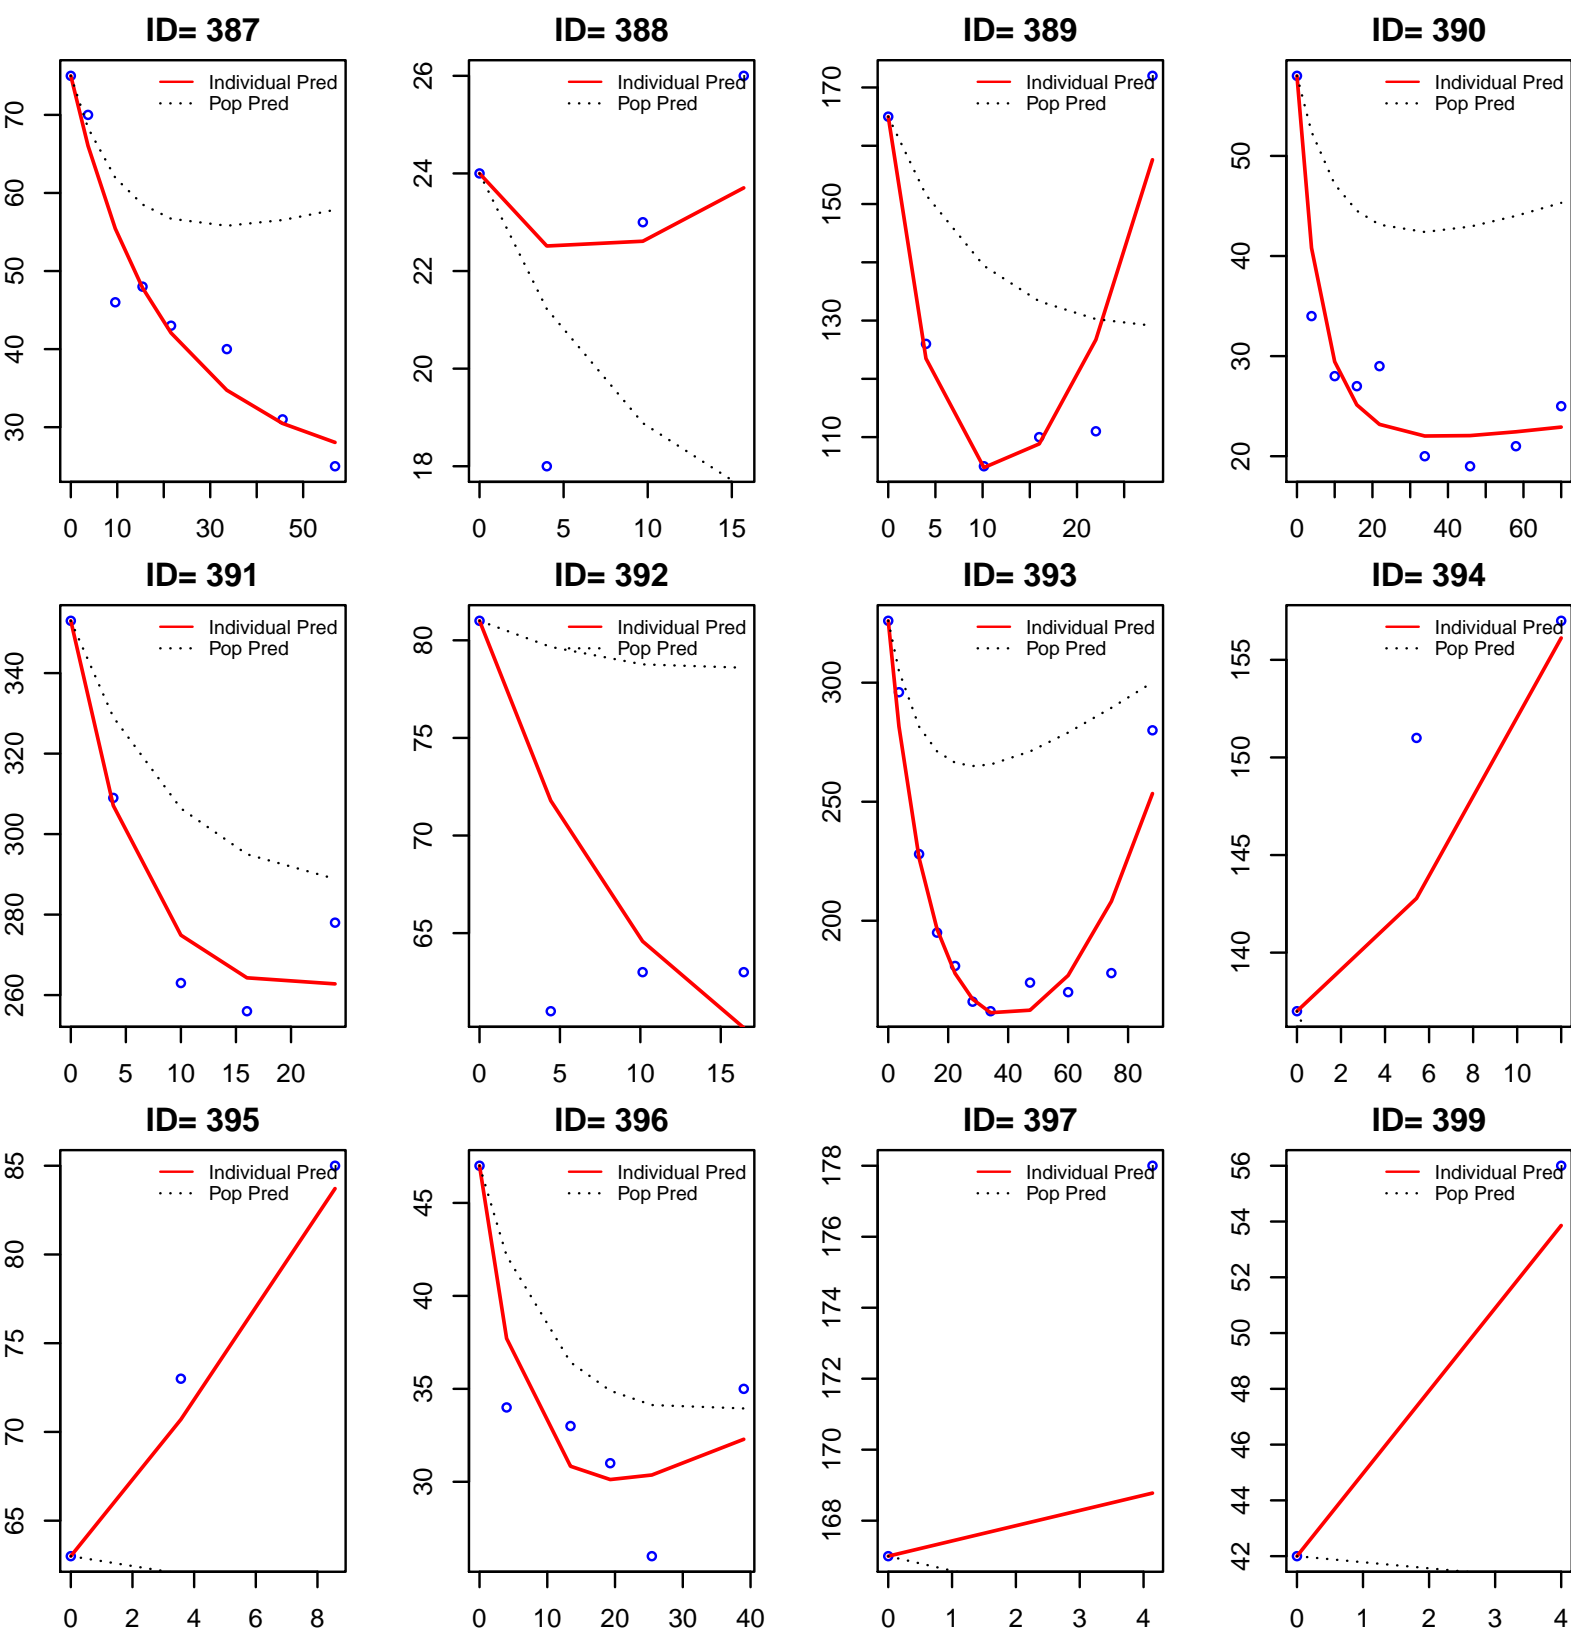 ID= 387
Individual Pred
Pop Pred
70
60
50
40
30
0 10 30 50
ID= 388
Individual Pred
Pop Pred
26
24
22
20
18
0 5 10 15
ID= 389
Individual Pred
Pop Pred
170
150
130
110
0 5 10 20
ID= 390
Individual Pred
Pop Pred
50
40
30
20
0 20 40 60
ID= 391
Individual Pred
Pop Pred
340
320
300
280
260
0 5 10 15 20
ID= 392
Individual Pred
Pop Pred
80
75
70
65
0 5 10 15
ID= 393
Individual Pred
Pop Pred
300
250
200
0 20 40 60 80
ID= 394
Individual Pred
Pop Pred
155
150
145
140
0 2 4 6 8 10
ID= 395
Individual Pred
Pop Pred
85
80
75
70
65
0 2 4 6 8
ID= 396
Individual Pred
Pop Pred
45
40
35
30
0 10 20 30 40
ID= 397
Individual Pred
Pop Pred
178
176
174
172
170
168
0 1 2 3 4
ID= 399
Individual Pred
Pop Pred
56
54
52
50
48
46
44
42
0 1 2 3 4